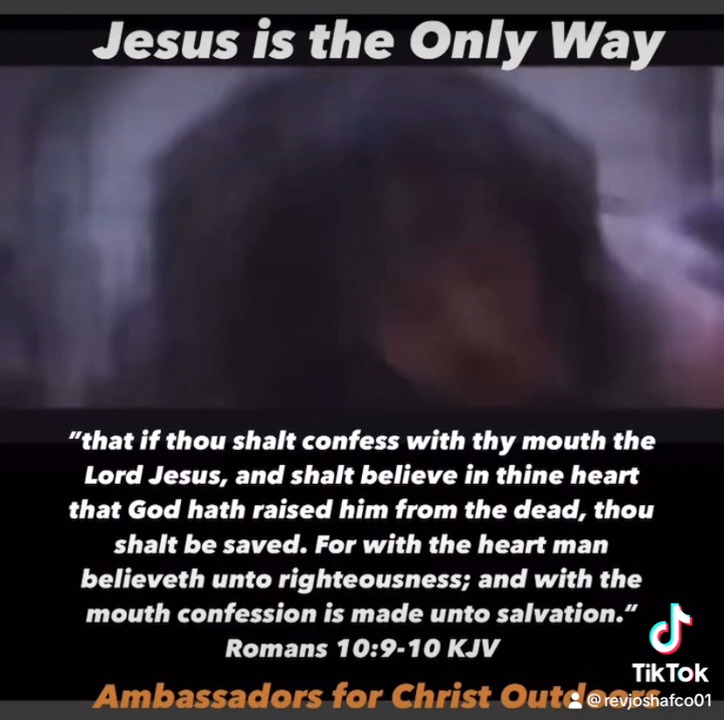 Jesus is the Only Way
"that if thou shalt confess with thy mouth the
Lord Jesus, and shalt believe in thine heart
that God hath raised him from the dead, thou
shalt be saved. For with the heart man
believeth unto righteousness; and with the
mouth confession is made unto salvation."
Romans 10:9-10 KJV
TikTok
Ambassadors for Christ Outdoors
@revjoshafco01